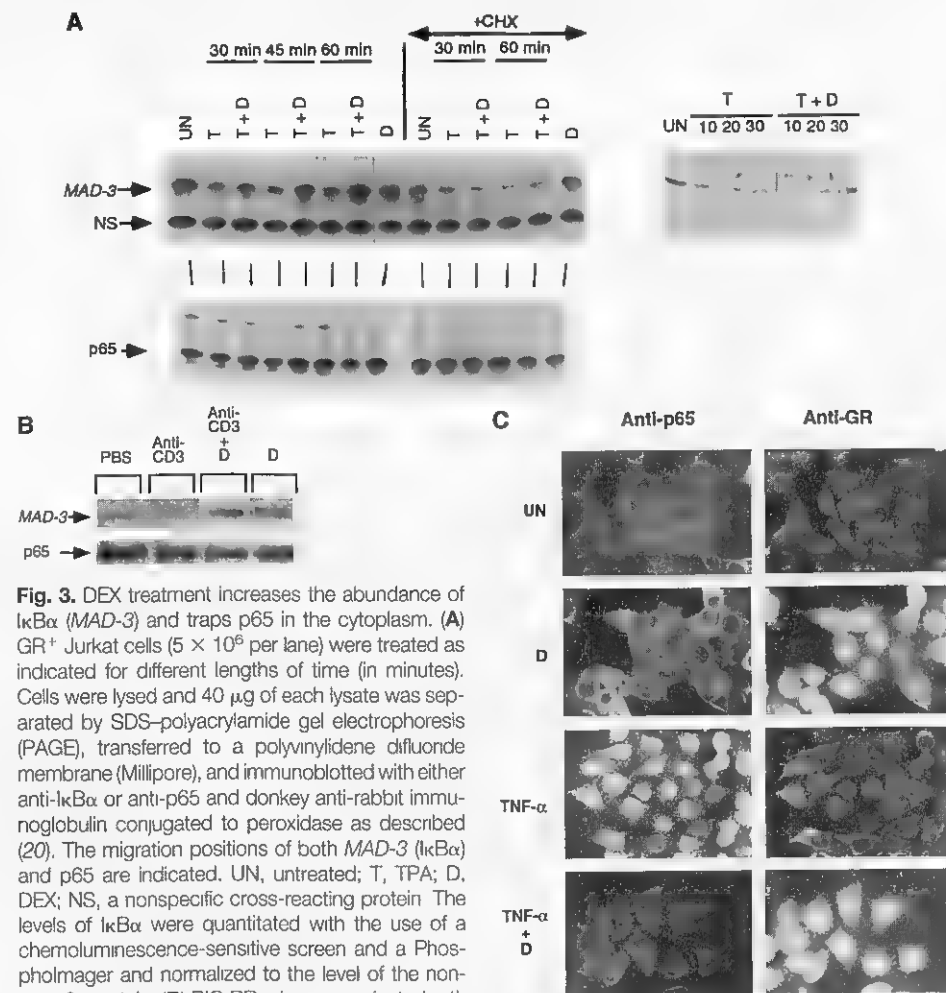 A
+CHX
30 min 45 min 60 min
30 min 60 min
UN T T + D T T + D T T + D D UN T T + D T T + D D
T T + D
UN 10 20 30 10 20 30
MAD-3
NS
p65
B
PBS Anti-CD3 Anti-CD3 + D D
MAD-3
p65
C
Anti-p65 Anti-GR
UN
D
TNF-α
TNF-α + D
Fig. 3. DEX treatment increases the abundance of
IκBα (MAD-3) and traps p65 in the cytoplasm. (A)
GR+ Jurkat cells (5 × 10⁶ per lane) were treated as
indicated for different lengths of time (in minutes).
Cells were lysed and 40 μg of each lysate was sep-
arated by SDS–polyacrylamide gel electrophoresis
(PAGE), transferred to a polyvinylidene difluoride
membrane (Millipore), and immunoblotted with either
anti-IκBα or anti-p65 and donkey anti-rabbit immu-
noglobulin conjugated to peroxidase as described
(20). The migration positions of both MAD-3 (IκBα)
and p65 are indicated. UN, untreated; T, TPA; D,
DEX; NS, a nonspecific cross-reacting protein The
levels of IκBα were quantitated with the use of a
chemoluminescence-sensitive screen and a Phos-
phoImager and normalized to the level of the non-